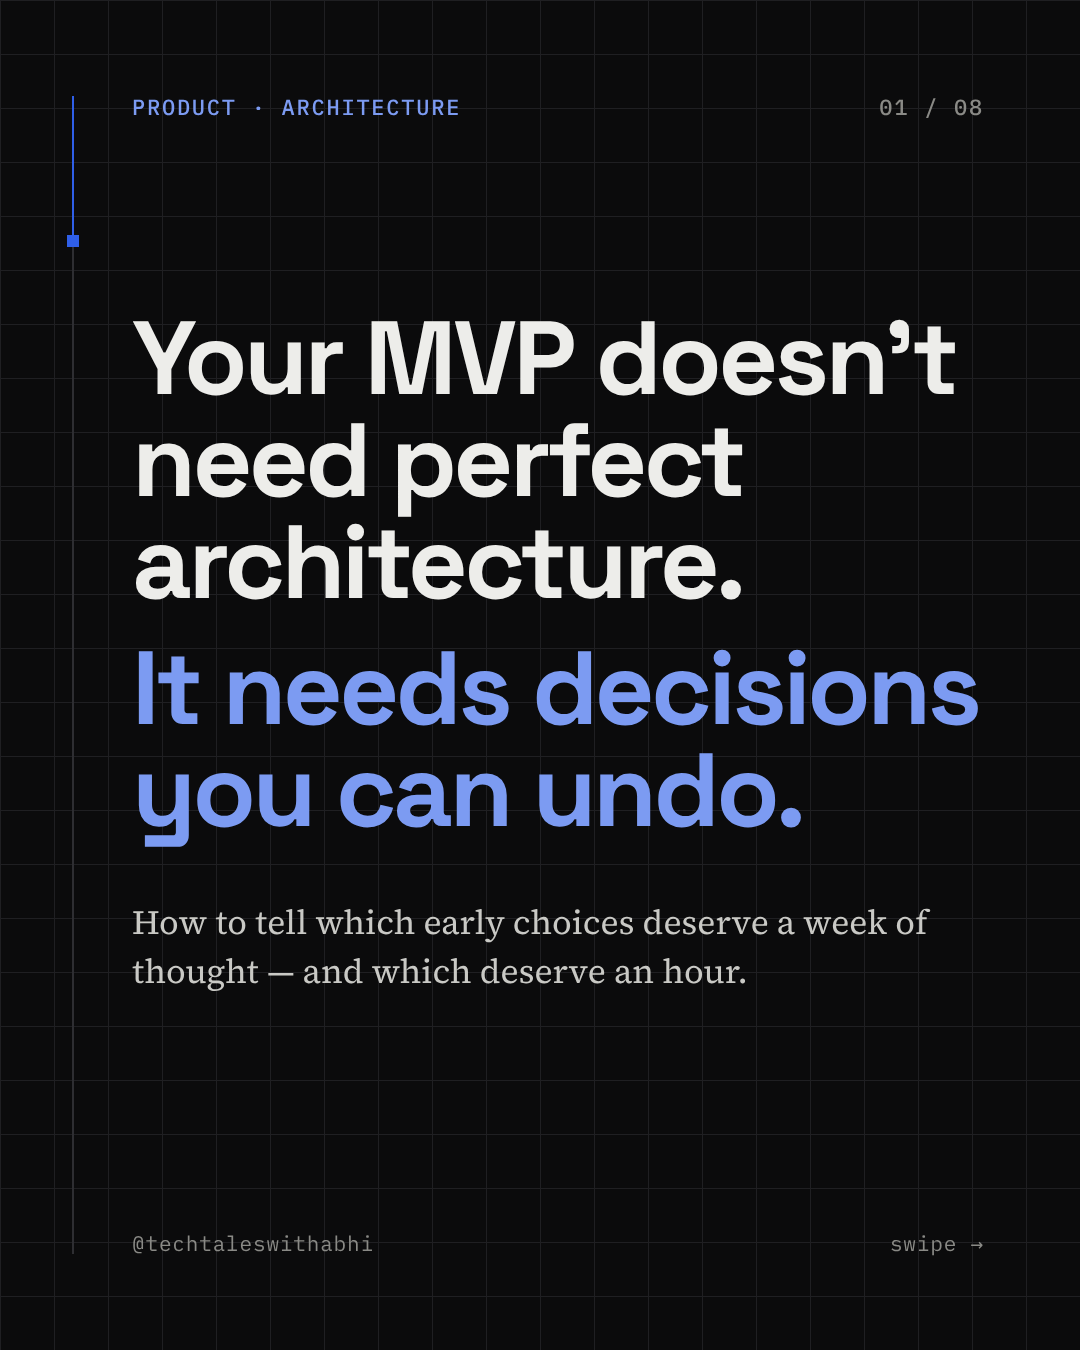 PRODUCT · ARCHITECTURE
01 / 08
Your MVP doesn’t
need perfect
architecture.
It needs decisions
you can undo.
How to tell which early choices deserve a week of
thought — and which deserve an hour.
@techtaleswithabhi
swipe →